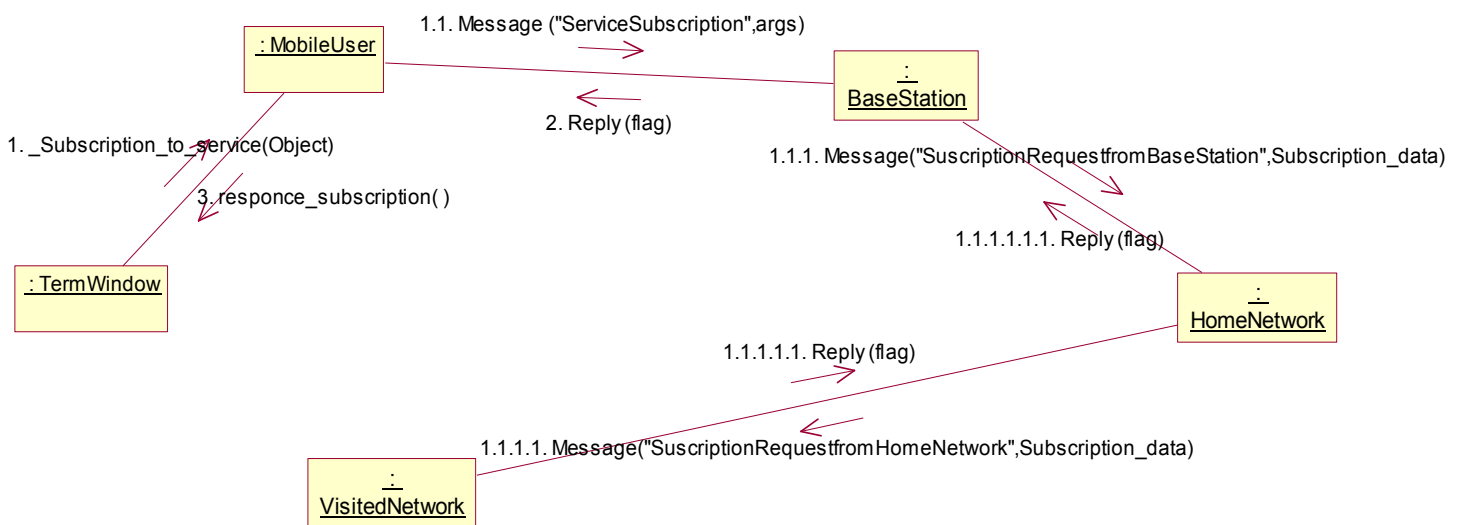 1.1. Message ("ServiceSubscription",args)
: MobileUser
:
BaseStation
2. Reply(flag)
1. _Subscription_to_service(Object)
1.1.1. Message("SuscriptionRequestfromBaseStation",Subscription_data)
3. responce_subscription( )
1.1.1.1.1.1. Reply(flag)
: TermWindow
:
HomeNetwork
1.1.1.1.1. Reply(flag)
1.1.1.1. Message("SuscriptionRequestfromHomeNetwork",Subscription_data)
:
VisitedNetwork